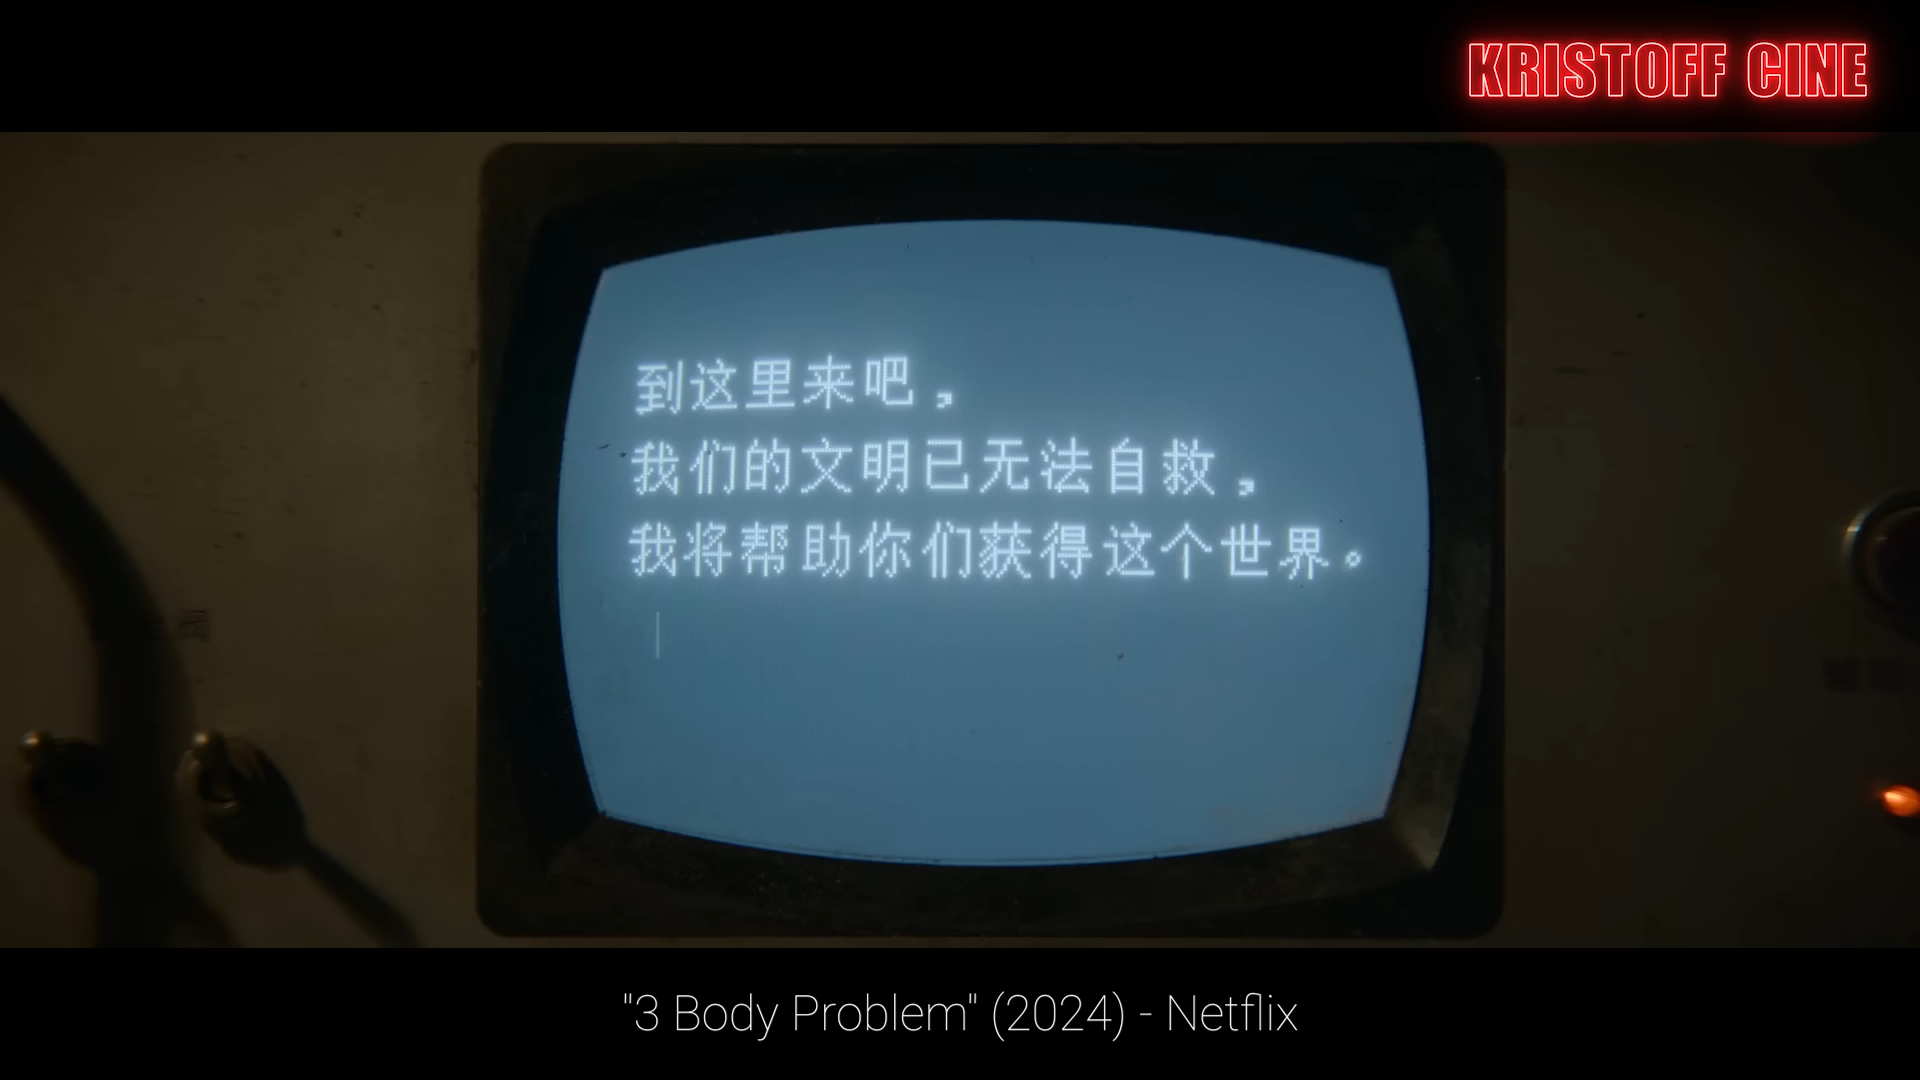 KRISTOFF CINE
到这里来吧，
我们的文明已无法自救，
我将帮助你们获得这个世界。
"3 Body Problem" (2024) - Netflix